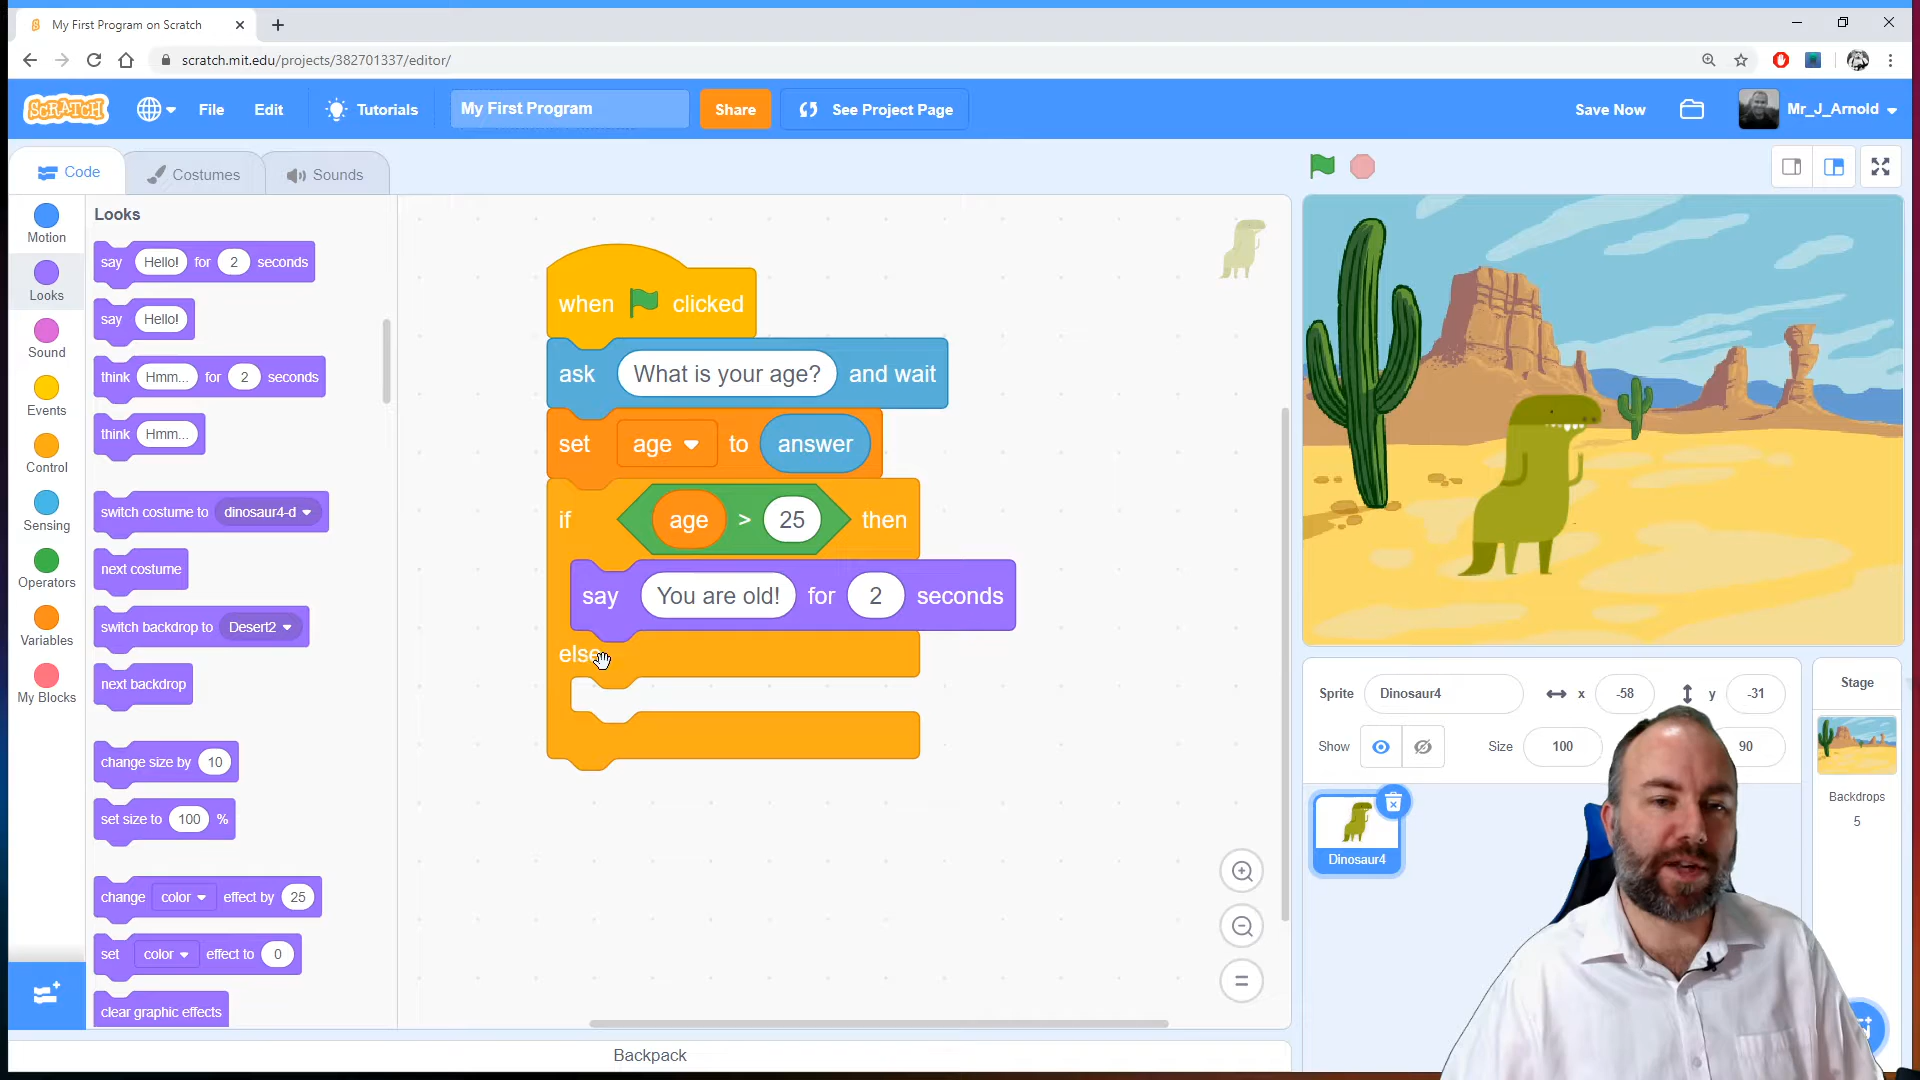 My First Program on Scratch
scratch.mit.edu/projects/382701337/editor/
SCRATCH
File
Edit
Tutorials
My First Program
Share
See Project Page
Save Now
Mr_J_Arnold
Code
Costumes
Sounds
Motion
Looks
Sound
Events
Control
Sensing
Operators
Variables
My Blocks
Looks
say Hello! for 2 seconds
say Hello!
think Hmm... for 2 seconds
think Hmm...
switch costume to dinosaur4-d
next costume
switch backdrop to Desert2
next backdrop
change size by 10
set size to 100 %
change color effect by 25
set color effect to 0
clear graphic effects
when clicked
ask What is your age? and wait
set age to answer
if age > 25 then
say You are old! for 2 seconds
else
Backpack
Sprite Dinosaur4 x -58 y -31
Show Size 100 90
Dinosaur4
Stage
Backdrops
5